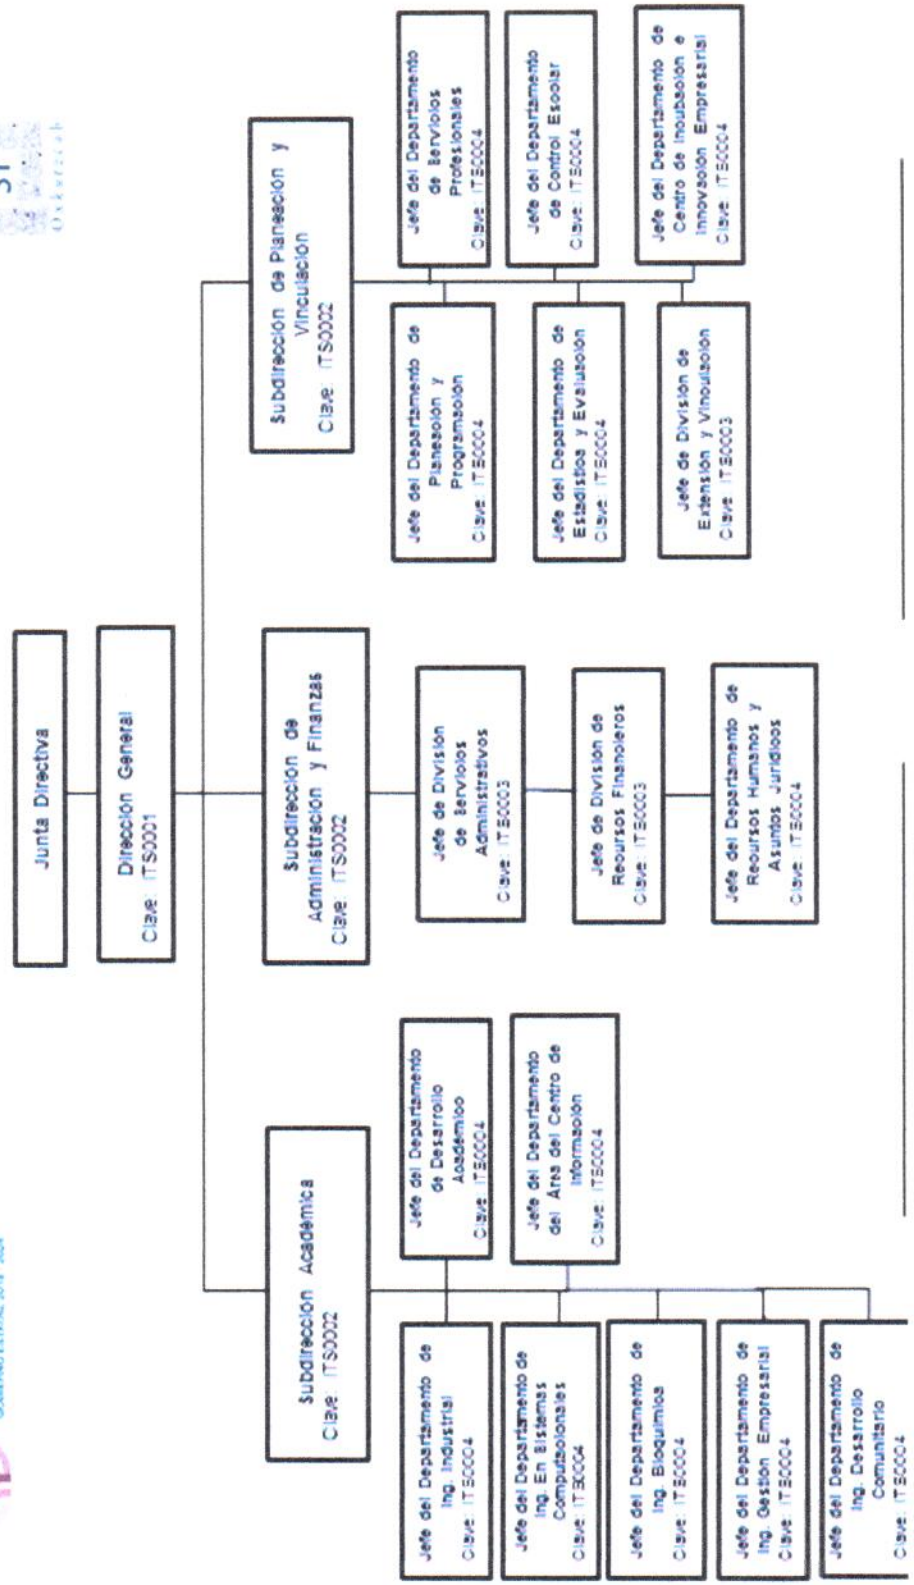 Junta Directiva
Dirección General
Clave: ITS0001
Subdirección Académica
Clave: ITS0002
Subdirección de
Administración y Finanzas
Clave: ITS0002
Subdirección de Planeación y
Vinculación
Clave: ITS0002
Jefe del Departamento de
Ing. Industrial
Clave: ITS0004
Jefe del Departamento
de Desarrollo
Académico
Clave: ITS0004
Jefe del Departamento de
Ing. En Sistemas
Computacionales
Clave: ITS0004
Jefe del Departamento
del Área del Centro de
Información
Clave: ITS0004
Jefe del Departamento de
Ing. Bioquímica
Clave: ITS0004
Jefe del Departamento de
Ing. Gestión Empresarial
Clave: ITS0004
Jefe del Departamento de
Ing. Desarrollo
Comunitario
Clave: ITS0004
Jefe de División
de Servicios
Administrativos
Clave: ITS0003
Jefe de División de
Recursos Financieros
Clave: ITS0003
Jefe del Departamento de
Recursos Humanos y
Asuntos Jurídicos
Clave: ITS0004
Jefe del Departamento de
Planeación y
Programación
Clave: ITS0004
Jefe del Departamento
de Servicios
Profesionales
Clave: ITS0004
Jefe del Departamento de
Estadística y Evaluación
Clave: ITS0004
Jefe del Departamento
de Control Escolar
Clave: ITS0004
Jefe de División de
Extensión y Vinculación
Clave: ITS0003
Jefe del Departamento de
Centro de Incubación e
Innovación Empresarial
Clave: ITS0004